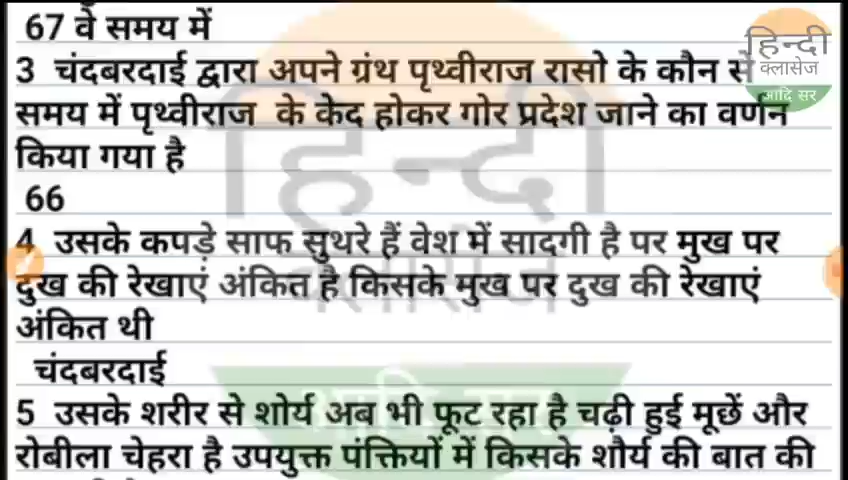 67 वे समय में
3 चंदबरदाई द्वारा अपने ग्रंथ पृथ्वीराज रासो के कौन से
समय में पृथ्वीराज के केद होकर गोर प्रदेश जाने का वर्णन
किया गया है
66
4 उसके कपड़े साफ सुथरे हैं वेश में सादगी है पर मुख पर
दुख की रेखाएं अंकित है किसके मुख पर दुख की रेखाएं
अंकित थी
चंदबरदाई
5 उसके शरीर से शोर्य अब भी फूट रहा है चढ़ी हुई मूछें और
रोबीला चेहरा है उपयुक्त पंक्तियों में किसके शौर्य की बात की
हिन्दी
क्लासेज
आदि सर
हिन्दी
क्लासेज